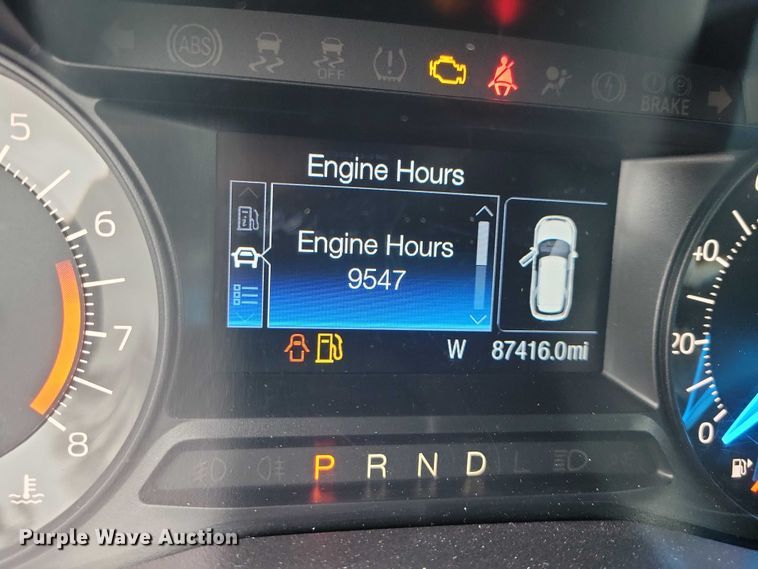 ABS
OFF
BRAKE
Engine Hours
Engine Hours
9547
W 87416.0mi
5
6
7
8
20
0
P R N D L
Purple Wave Auction